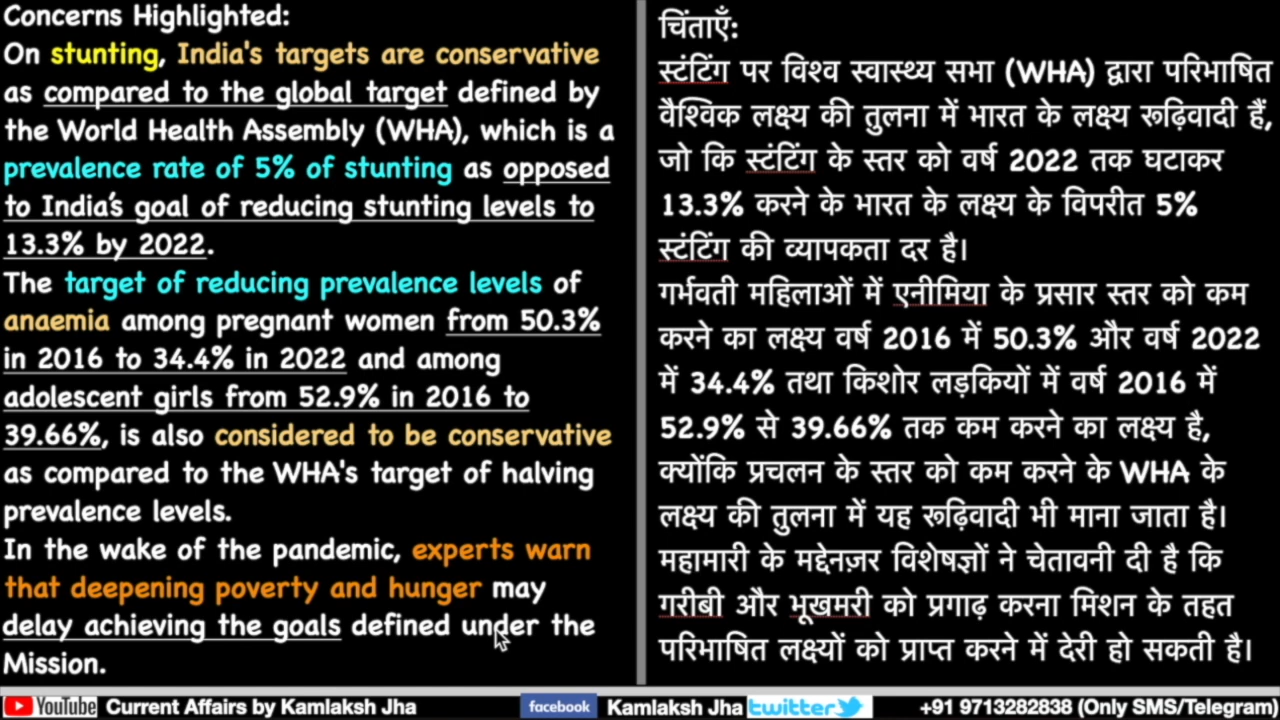 Concerns Highlighted:
On stunting, India's targets are conservative
as compared to the global target defined by
the World Health Assembly (WHA), which is a
prevalence rate of 5% of stunting as opposed
to India's goal of reducing stunting levels to
13.3% by 2022.
The target of reducing prevalence levels of
anaemia among pregnant women from 50.3%
in 2016 to 34.4% in 2022 and among
adolescent girls from 52.9% in 2016 to
39.66%, is also considered to be conservative
as compared to the WHA's target of halving
prevalence levels.
In the wake of the pandemic, experts warn
that deepening poverty and hunger may
delay achieving the goals defined under the
Mission.
चिंताएँ:
स्टंटिंग पर विश्व स्वास्थ्य सभा (WHA) द्वारा परिभाषित
वैश्विक लक्ष्य की तुलना में भारत के लक्ष्य रूढ़िवादी हैं,
जो कि स्टंटिंग के स्तर को वर्ष 2022 तक घटाकर
13.3% करने के भारत के लक्ष्य के विपरीत 5%
स्टंटिंग की व्यापकता दर है।
गर्भवती महिलाओं में एनीमिया के प्रसार स्तर को कम
करने का लक्ष्य वर्ष 2016 में 50.3% और वर्ष 2022
में 34.4% तथा किशोर लड़कियों में वर्ष 2016 में
52.9% से 39.66% तक कम करने का लक्ष्य है,
क्योंकि प्रचलन के स्तर को कम करने के WHA के
लक्ष्य की तुलना में यह रूढ़िवादी भी माना जाता है।
महामारी के मद्देनज़र विशेषज्ञों ने चेतावनी दी है कि
गरीबी और भूखमरी को प्रगाढ़ करना मिशन के तहत
परिभाषित लक्ष्यों को प्राप्त करने में देरी हो सकती है।
YouTube Current Affairs by Kamlaksh Jha facebook Kamlaksh Jha twitter +91 9713282838 (Only SMS/Telegram)